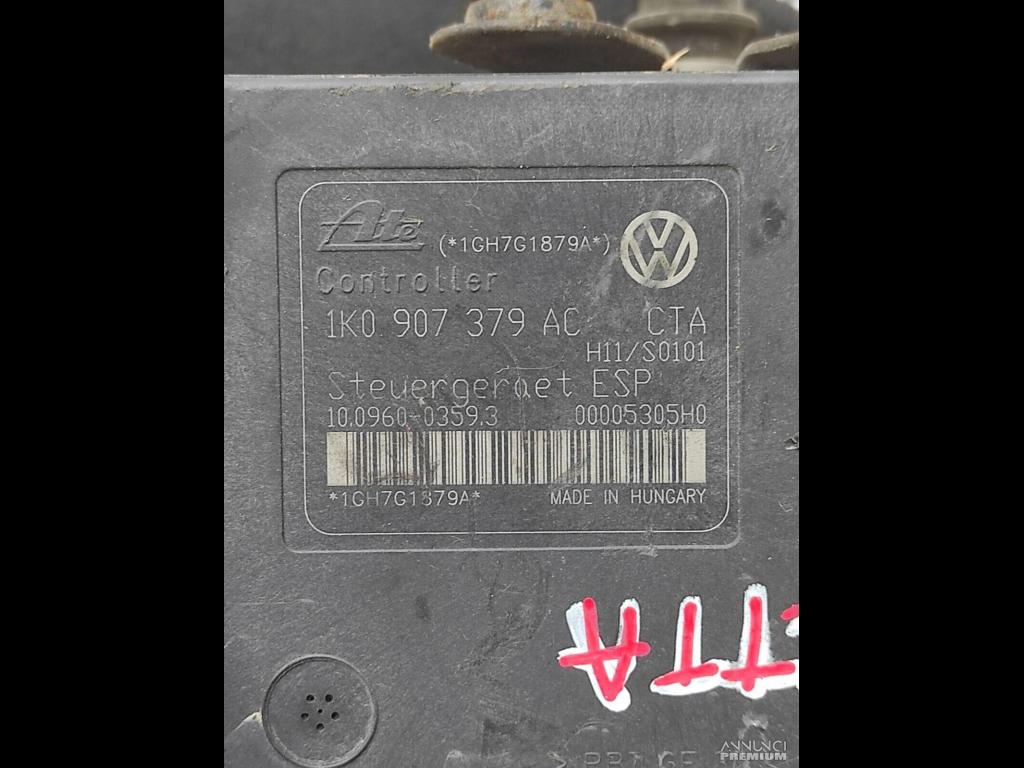 Ate (*1GH7G1879A*)
Controller
1K0 907 379 AC CTA
H11/S0101
Steuergeraet ESP
10.0960-0359.3 00005305H0
*1GH7G1879A* MADE IN HUNGARY
TTA
ANNUNCI
PREMIUM